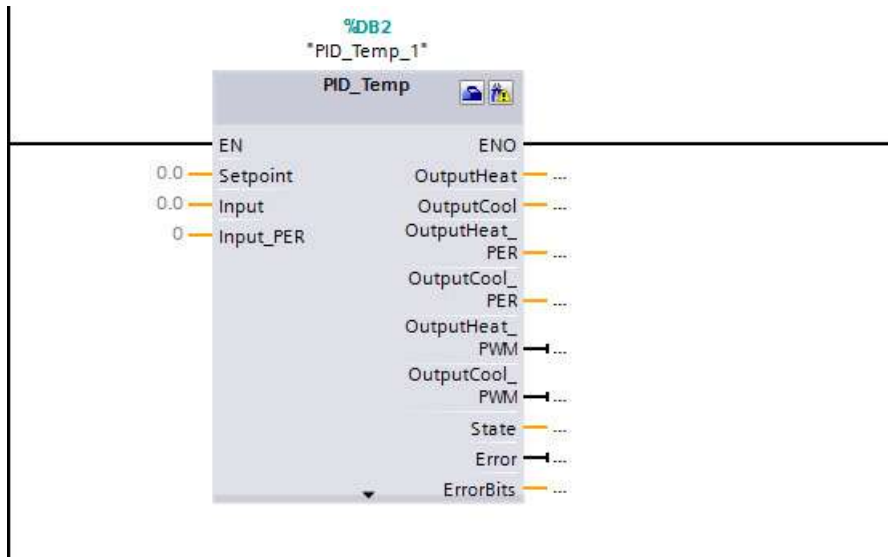 %DB2
"PID_Temp_1"
PID_Temp
EN ENO
0.0 Setpoint OutputHeat ...
0.0 Input OutputCool ...
0 Input_PER OutputHeat_
PER ...
OutputCool_
PER ...
OutputHeat_
PWM ...
OutputCool_
PWM ...
State ...
Error ...
ErrorBits ...